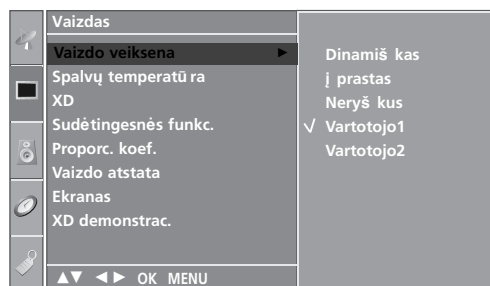 Vaizdas
Vaizdo veiksena ►
Spalvų temperatū ra
XD
Sudėtingesnės funkc.
Proporc. koef.
Vaizdo atstata
Ekranas
XD demonstrac.
▲▼ ◄► OK MENU
Dinamiš kas
į prastas
Neryš kus
√ Vartotojo1
Vartotojo2